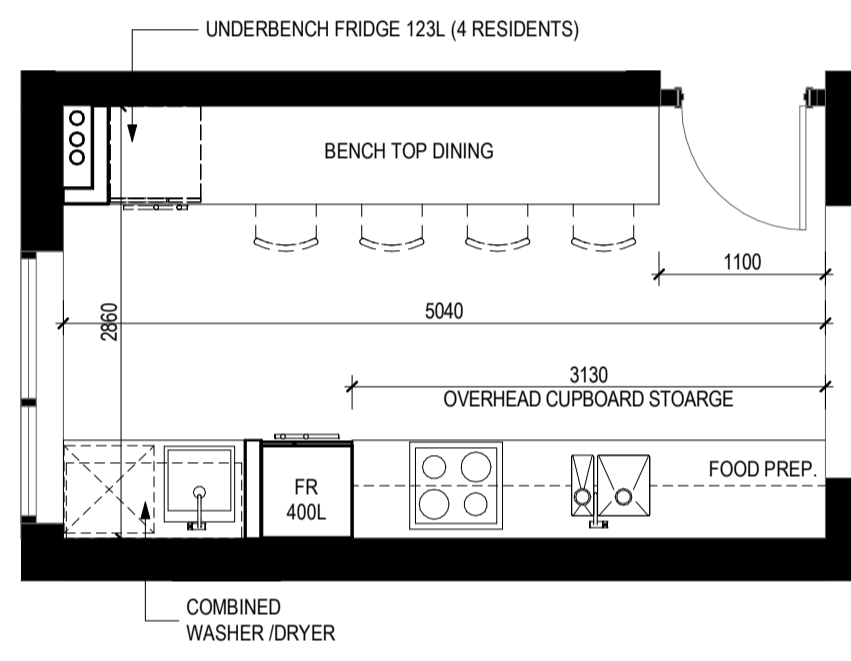 UNDERBENCH FRIDGE 123L (4 RESIDENTS)
BENCH TOP DINING
1100
2860
5040
3130
OVERHEAD CUPBOARD STOARGE
FOOD PREP.
FR
400L
COMBINED
WASHER /DRYER